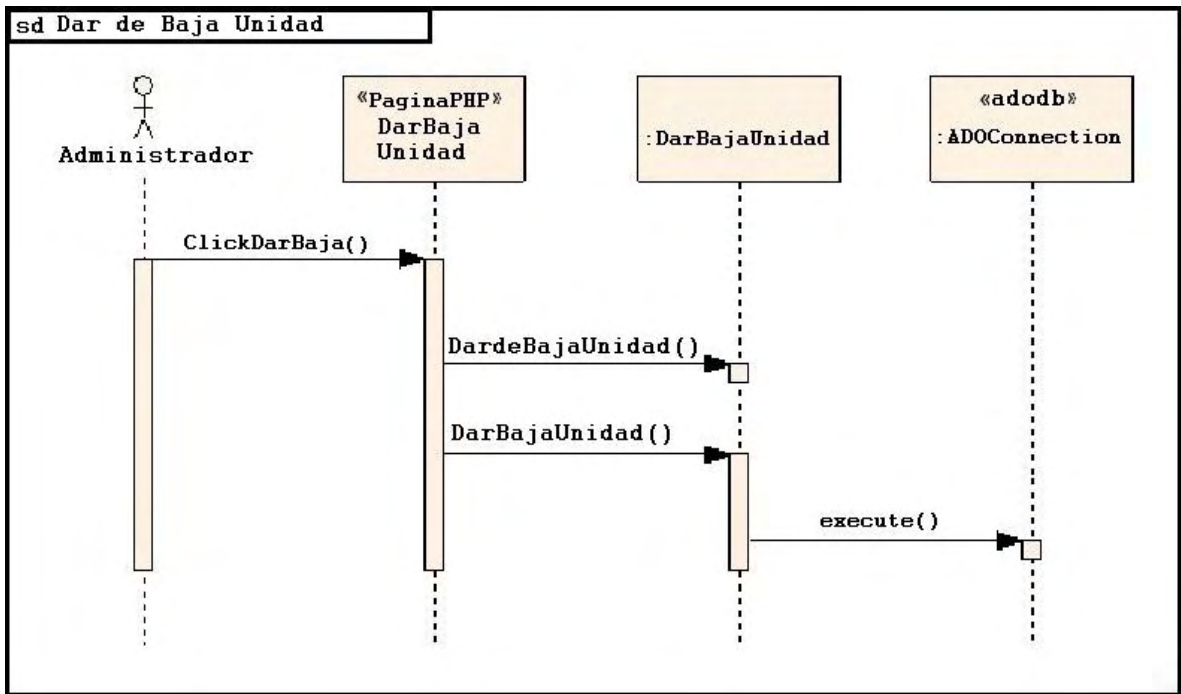 sd Dar de Baja Unidad
Administrador
«PaginaPHP»
DarBaja
Unidad
:DarBajaUnidad
«adodb»
:ADOConnection
ClickDarBaja()
DardeBajaUnidad()
DarBajaUnidad()
execute()